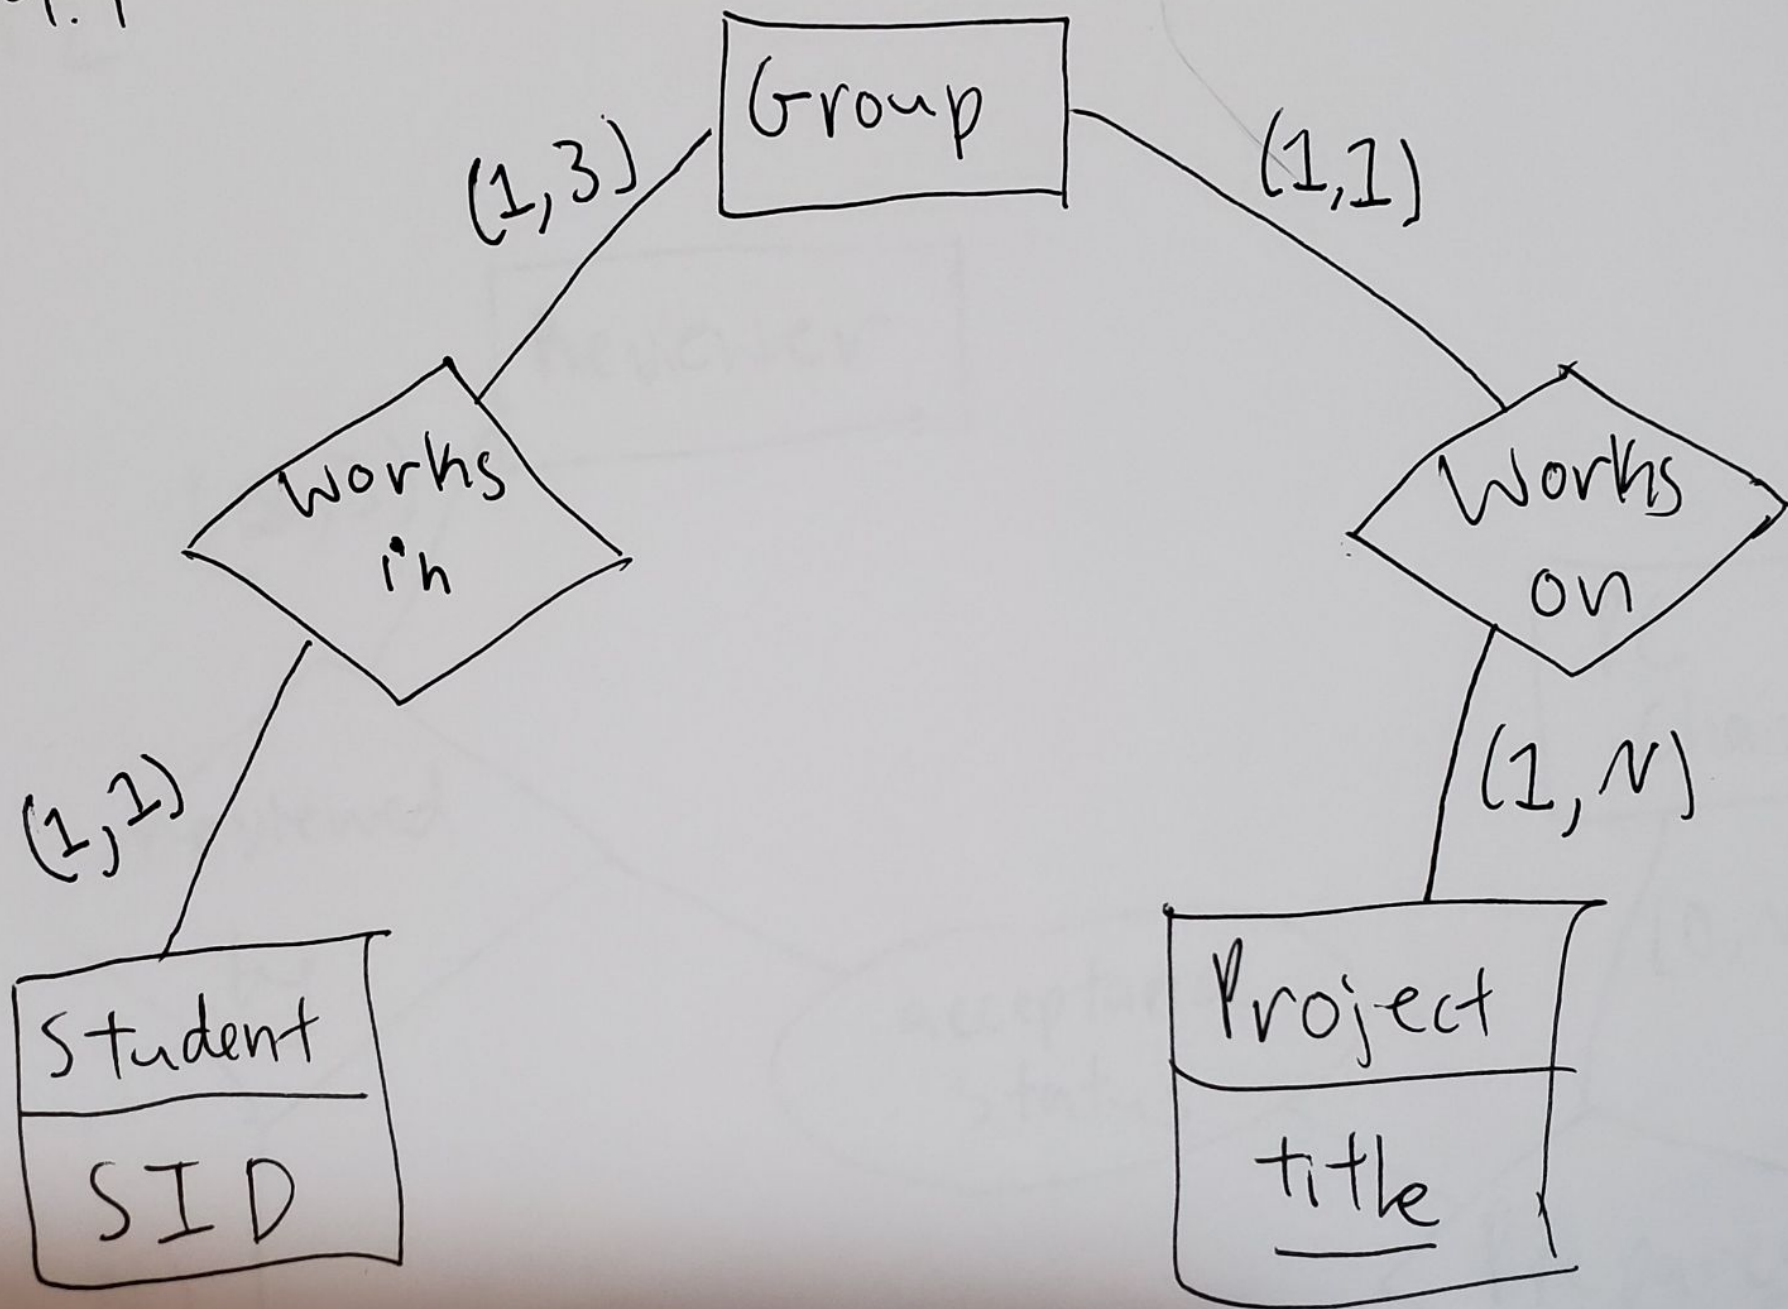 Group
(1,3)
(1,1)
Works
in
Works
on
(1,1)
(1,N)
Student
SID
Project
title